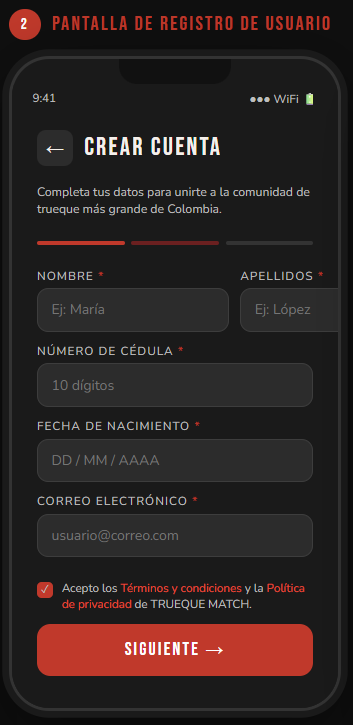 2 PANTALLA DE REGISTRO DE USUARIO
9:41 ●●● WiFi
← CREAR CUENTA
Completa tus datos para unirte a la comunidad de
trueque más grande de Colombia.
NOMBRE * APELLIDOS *
Ej: María Ej: López
NÚMERO DE CÉDULA *
10 dígitos
FECHA DE NACIMIENTO *
DD / MM / AAAA
CORREO ELECTRÓNICO *
usuario@correo.com
✓ Acepto los Términos y condiciones y la Política
de privacidad de TRUEQUE MATCH.
SIGUIENTE →